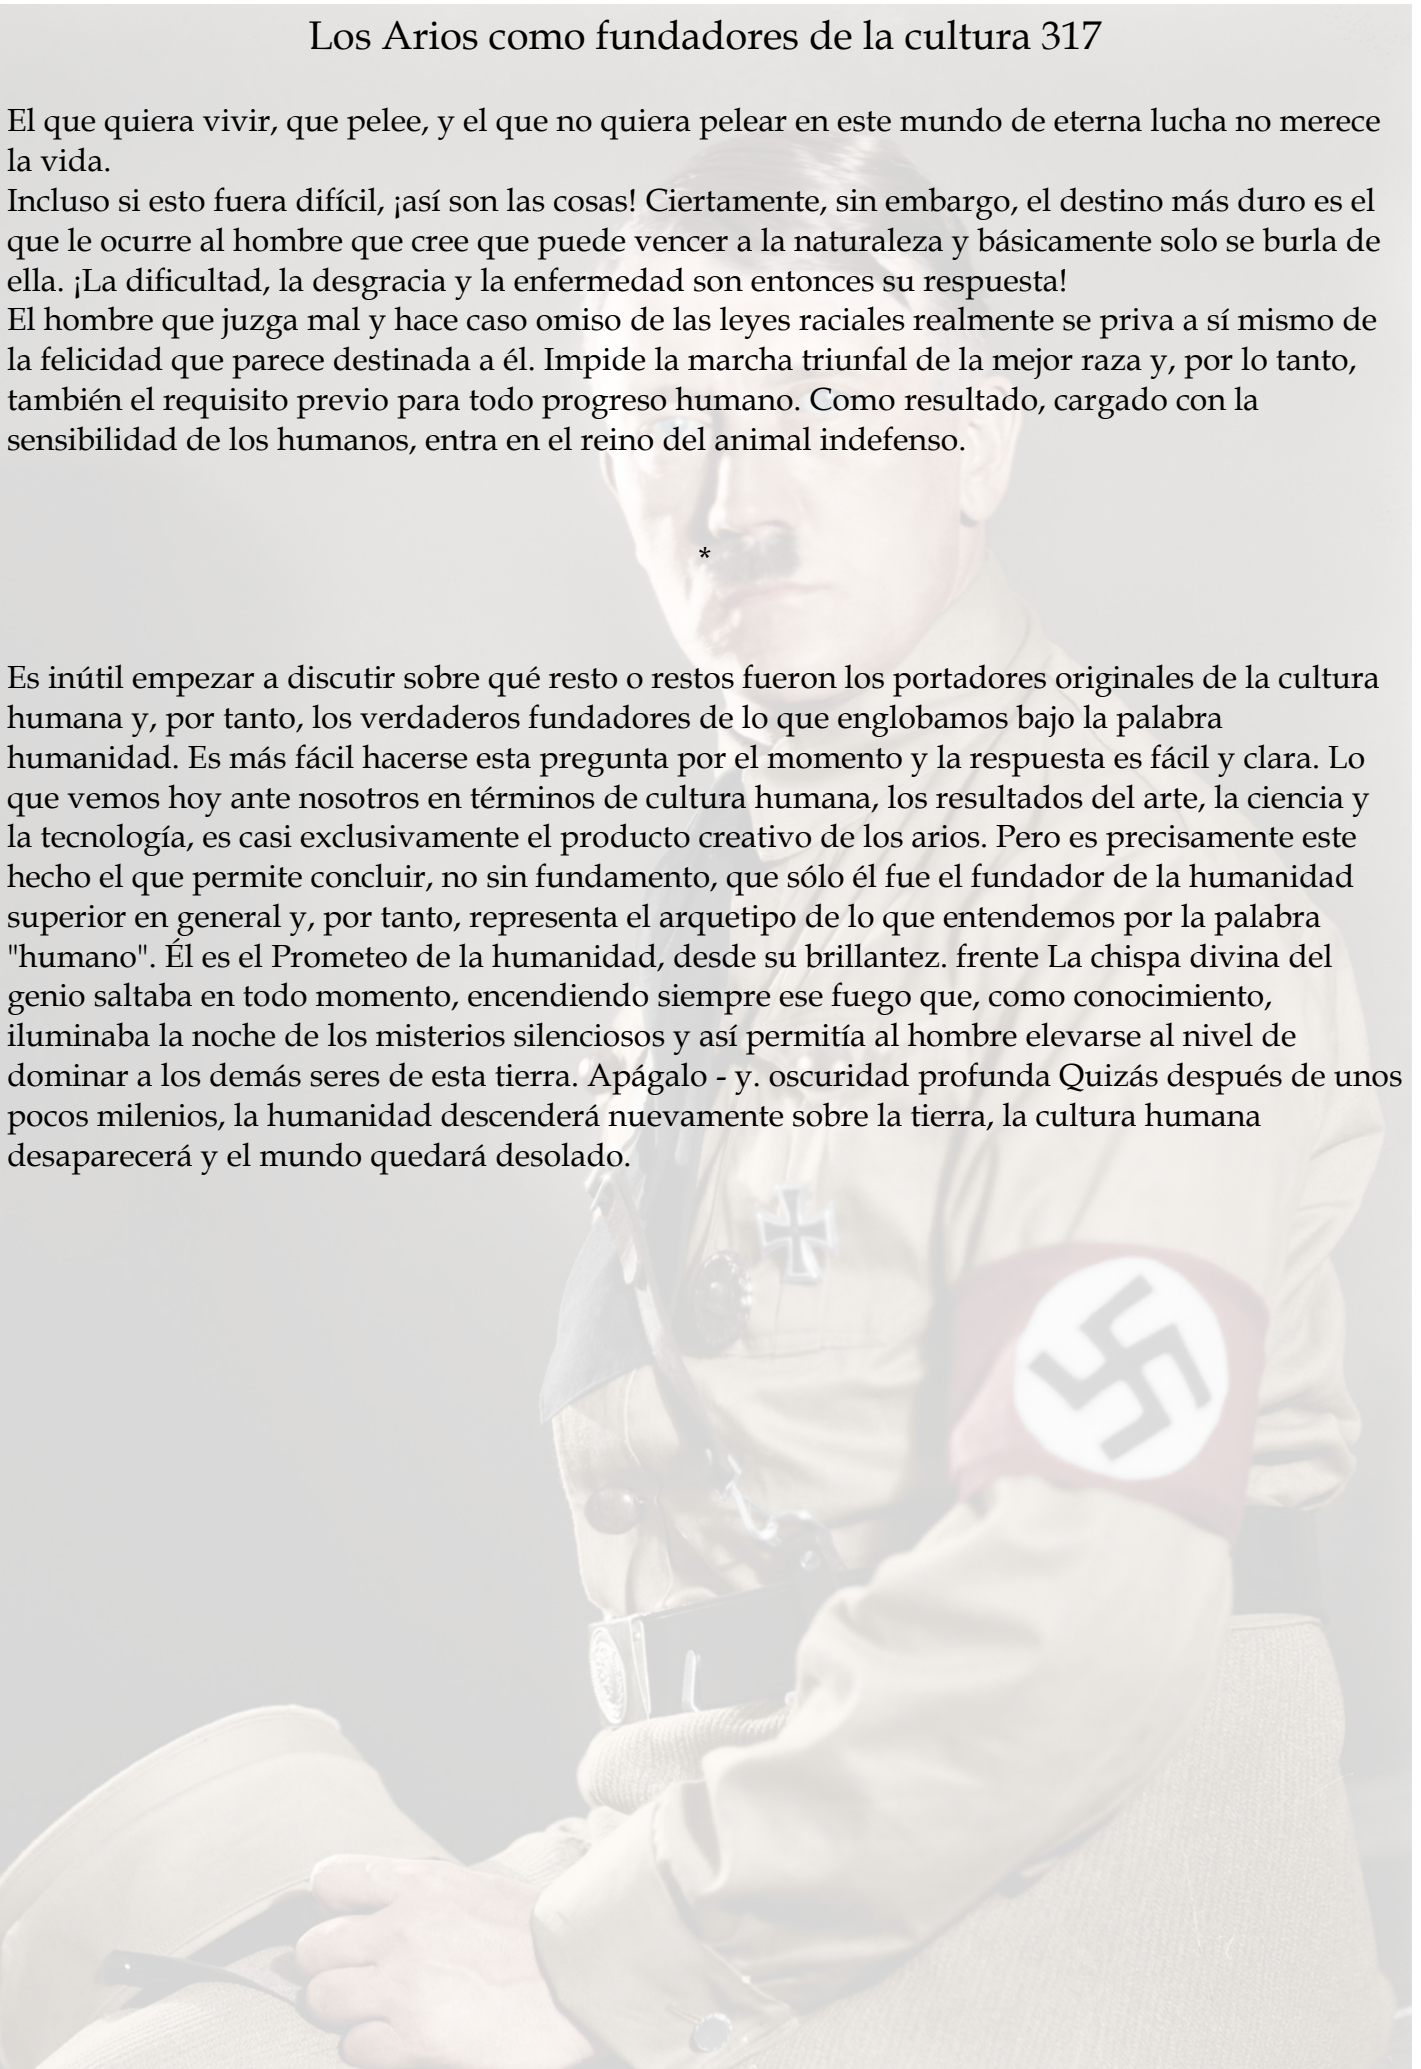 Los Arios como fundadores de la cultura 317
El que quiera vivir, que pelee, y el que no quiera pelear en este mundo de eterna lucha no merece
la vida.
Incluso si esto fuera difícil, ¡así son las cosas! Ciertamente, sin embargo, el destino más duro es el
que le ocurre al hombre que cree que puede vencer a la naturaleza y básicamente solo se burla de
ella. ¡La dificultad, la desgracia y la enfermedad son entonces su respuesta!
El hombre que juzga mal y hace caso omiso de las leyes raciales realmente se priva a sí mismo de
la felicidad que parece destinada a él. Impide la marcha triunfal de la mejor raza y, por lo tanto,
también el requisito previo para todo progreso humano. Como resultado, cargado con la
sensibilidad de los humanos, entra en el reino del animal indefenso.
*
Es inútil empezar a discutir sobre qué resto o restos fueron los portadores originales de la cultura
humana y, por tanto, los verdaderos fundadores de lo que englobamos bajo la palabra
humanidad. Es más fácil hacerse esta pregunta por el momento y la respuesta es fácil y clara. Lo
que vemos hoy ante nosotros en términos de cultura humana, los resultados del arte, la ciencia y
la tecnología, es casi exclusivamente el producto creativo de los arios. Pero es precisamente este
hecho el que permite concluir, no sin fundamento, que sólo él fue el fundador de la humanidad
superior en general y, por tanto, representa el arquetipo de lo que entendemos por la palabra
"humano". Él es el Prometeo de la humanidad, desde su brillantez. frente La chispa divina del
genio saltaba en todo momento, encendiendo siempre ese fuego que, como conocimiento,
iluminaba la noche de los misterios silenciosos y así permitía al hombre elevarse al nivel de
dominar a los demás seres de esta tierra. Apágalo - y. oscuridad profunda Quizás después de unos
pocos milenios, la humanidad descenderá nuevamente sobre la tierra, la cultura humana
desaparecerá y el mundo quedará desolado.